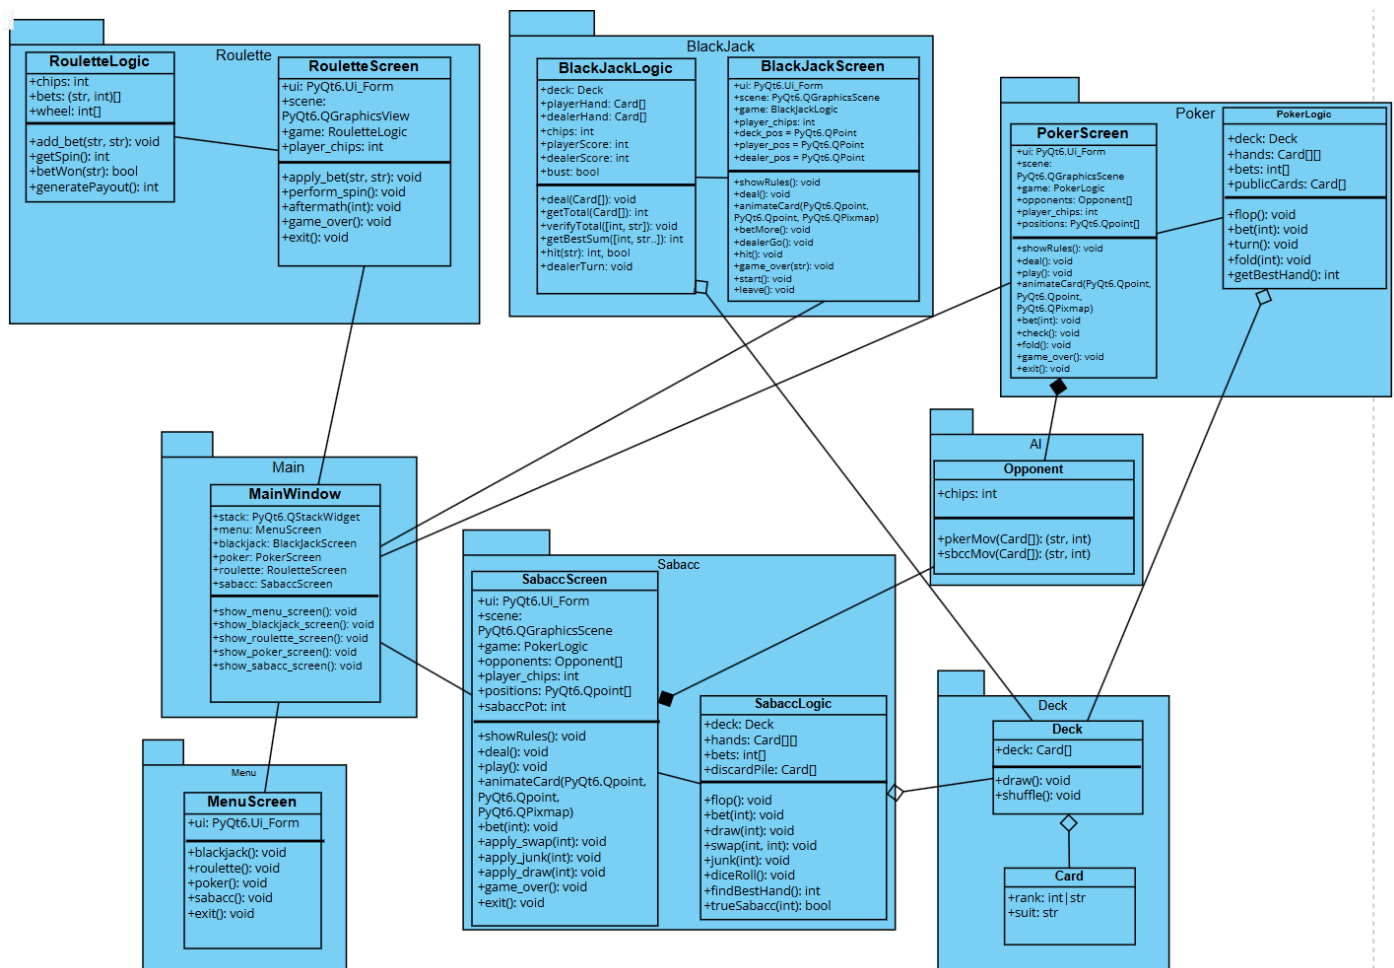 Roulette
RouletteLogic
+chips: int
+bets: (str, int)[]
+wheel: int[]
+add_bet(str, str): void
+getSpin(): int
+betWon(str): bool
+generatePayout(): int
RouletteScreen
+ui: PyQt6.Ui_Form
+scene:
PyQt6.QGraphicsView
+game: RouletteLogic
+player_chips: int
+apply_bet(str, str): void
+perform_spin(): void
+aftermath(int): void
+game_over(): void
+exit(): void
BlackJack
BlackJackLogic
+deck: Deck
+playerHand: Card[]
+dealerHand: Card[]
+chips: int
+playerScore: int
+dealerScore: int
+bust: bool
+deal(Card[]): void
+getTotal(Card[]): int
+verifyTotal([int, str]): void
+getBestSum([int, str..]): int
+hit(str): int, bool
+dealerTurn: void
BlackJackScreen
+ui: PyQt6.Ui_Form
+scene: PyQt6.QGraphicsScene
+game: BlackJackLogic
+player_chips: int
+deck_pos = PyQt6.QPoint
+player_pos = PyQt6.QPoint
+dealer_pos = PyQt6.QPoint
+showRules(): void
+deal(): void
+animateCard(PyQt6.Qpoint,
PyQt6.Qpoint, PyQt6.QPixmap)
+betMore(): void
+dealerGo(): void
+hit(): void
+game_over(str): void
+start(): void
+leave(): void
Poker
PokerScreen
+ui: PyQt6.Ui_Form
+scene:
PyQt6.QGraphicsScene
+game: PokerLogic
+opponents: Opponent[]
+player_chips: int
+positions: PyQt6.Qpoint[]
+showRules(): void
+deal(): void
+play(): void
+animateCard(PyQt6.Qpoint,
PyQt6.Qpoint,
PyQt6.QPixmap)
+bet(int): void
+check(): void
+fold(): void
+game_over(): void
+exit(): void
PokerLogic
+deck: Deck
+hands: Card[][]
+bets: int[]
+publicCards: Card[]
+flop(): void
+bet(int): void
+turn(): void
+fold(int): void
+getBestHand(): int
Main
MainWindow
+stack: PyQt6.QStackWidget
+menu: MenuScreen
+blackjack: BlackJackScreen
+poker: PokerScreen
+roulette: RouletteScreen
+sabacc: SabaccScreen
+show_menu_screen(): void
+show_blackjack_screen(): void
+show_roulette_screen(): void
+show_poker_screen(): void
+show_sabacc_screen(): void
AI
Opponent
+chips: int
+pkerMov(Card[]): (str, int)
+sbccMov(Card[]): (str, int)
Sabacc
SabaccScreen
+ui: PyQt6.Ui_Form
+scene:
PyQt6.QGraphicsScene
+game: PokerLogic
+opponents: Opponent[]
+player_chips: int
+positions: PyQt6.Qpoint[]
+sabaccPot: int
+showRules(): void
+deal(): void
+play(): void
+animateCard(PyQt6.Qpoint,
PyQt6.Qpoint,
PyQt6.QPixmap)
+bet(int): void
+apply_swap(int): void
+apply_junk(int): void
+apply_draw(int): void
+game_over(): void
+exit(): void
SabaccLogic
+deck: Deck
+hands: Card[][]
+bets: int[]
+discardPile: Card[]
+flop(): void
+bet(int): void
+draw(int): void
+swap(int, int): void
+junk(int): void
+diceRoll(): void
+findBestHand(): int
+trueSabacc(int): bool
Deck
Deck
+deck: Card[]
+draw(): void
+shuffle(): void
Card
+rank: int|str
+suit: str
Menu
MenuScreen
+ui: PyQt6.Ui_Form
+blackjack(): void
+roulette(): void
+poker(): void
+sabacc(): void
+exit(): void